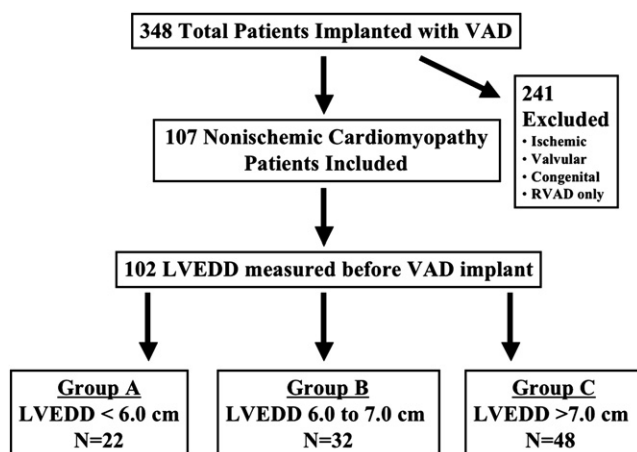 348 Total Patients Implanted with VAD
241
Excluded
• Ischemic
• Valvular
• Congenital
• RVAD only
107 Nonischemic Cardiomyopathy
Patients Included
102 LVEDD measured before VAD implant
Group A
LVEDD < 6.0 cm
N=22
Group B
LVEDD 6.0 to 7.0 cm
N=32
Group C
LVEDD >7.0 cm
N=48